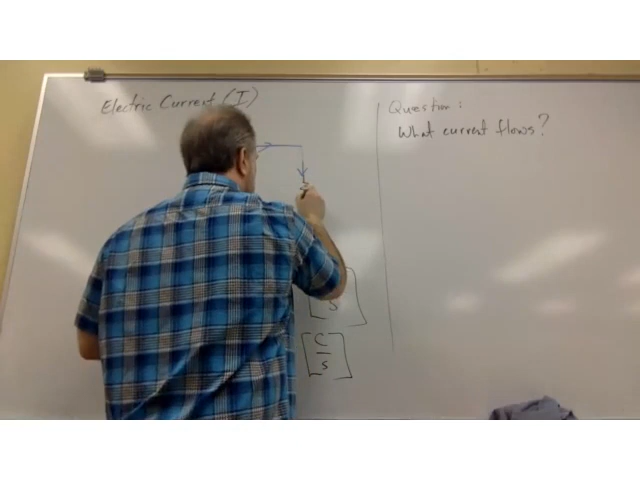 Electric Current (I)
Question:
What current flows?
S
C
s